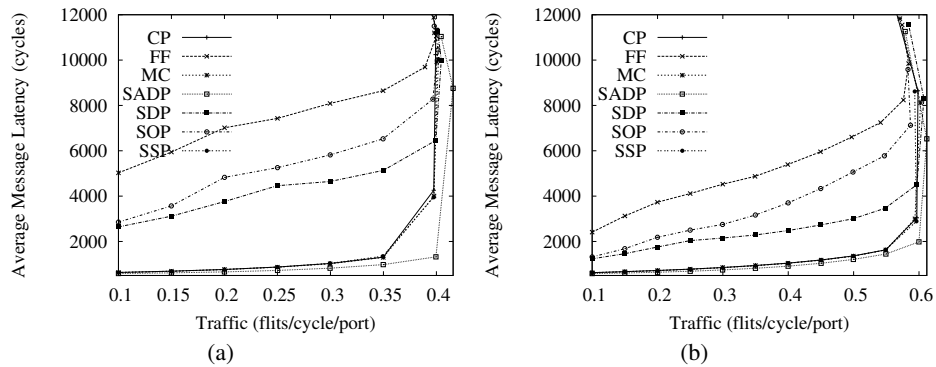 12000
10000
8000
6000
4000
2000
Average Message Latency (cycles)
CP
FF
MC
SADP
SDP
SOP
SSP
0.1 0.15 0.2 0.25 0.3 0.35 0.4
Traffic (flits/cycle/port)
(a)
12000
10000
8000
6000
4000
2000
Average Message Latency (cycles)
CP
FF
MC
SADP
SDP
SOP
SSP
0.1 0.2 0.3 0.4 0.5 0.6
Traffic (flits/cycle/port)
(b)